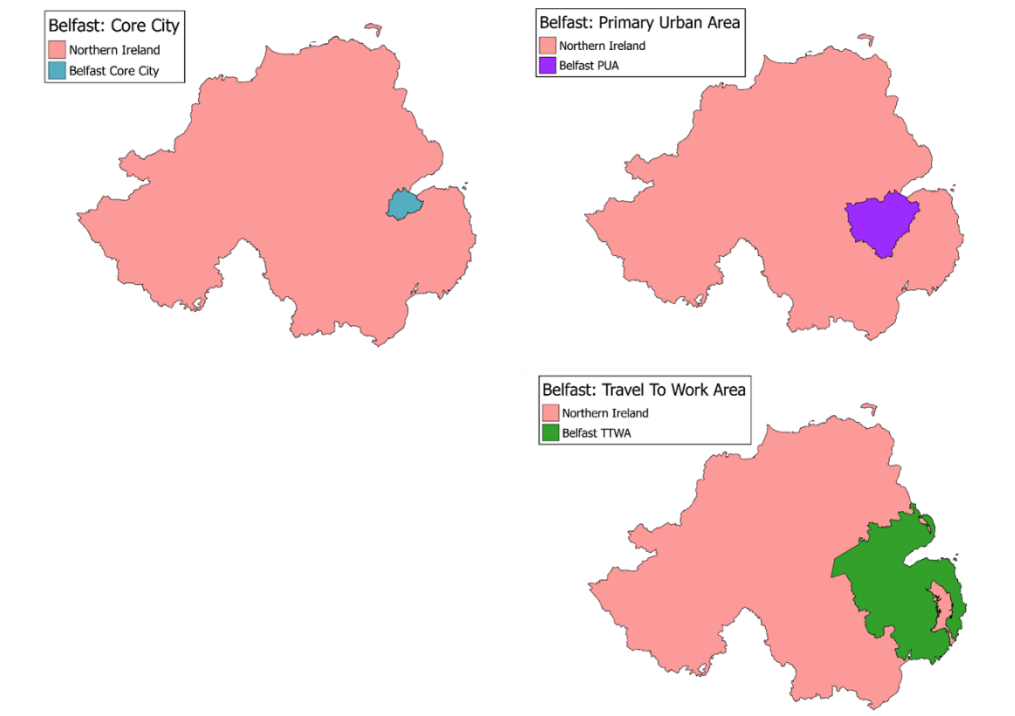 Belfast: Core City
Northern Ireland
Belfast Core City
Belfast: Primary Urban Area
Northern Ireland
Belfast PUA
Belfast: Travel To Work Area
Northern Ireland
Belfast TTWA